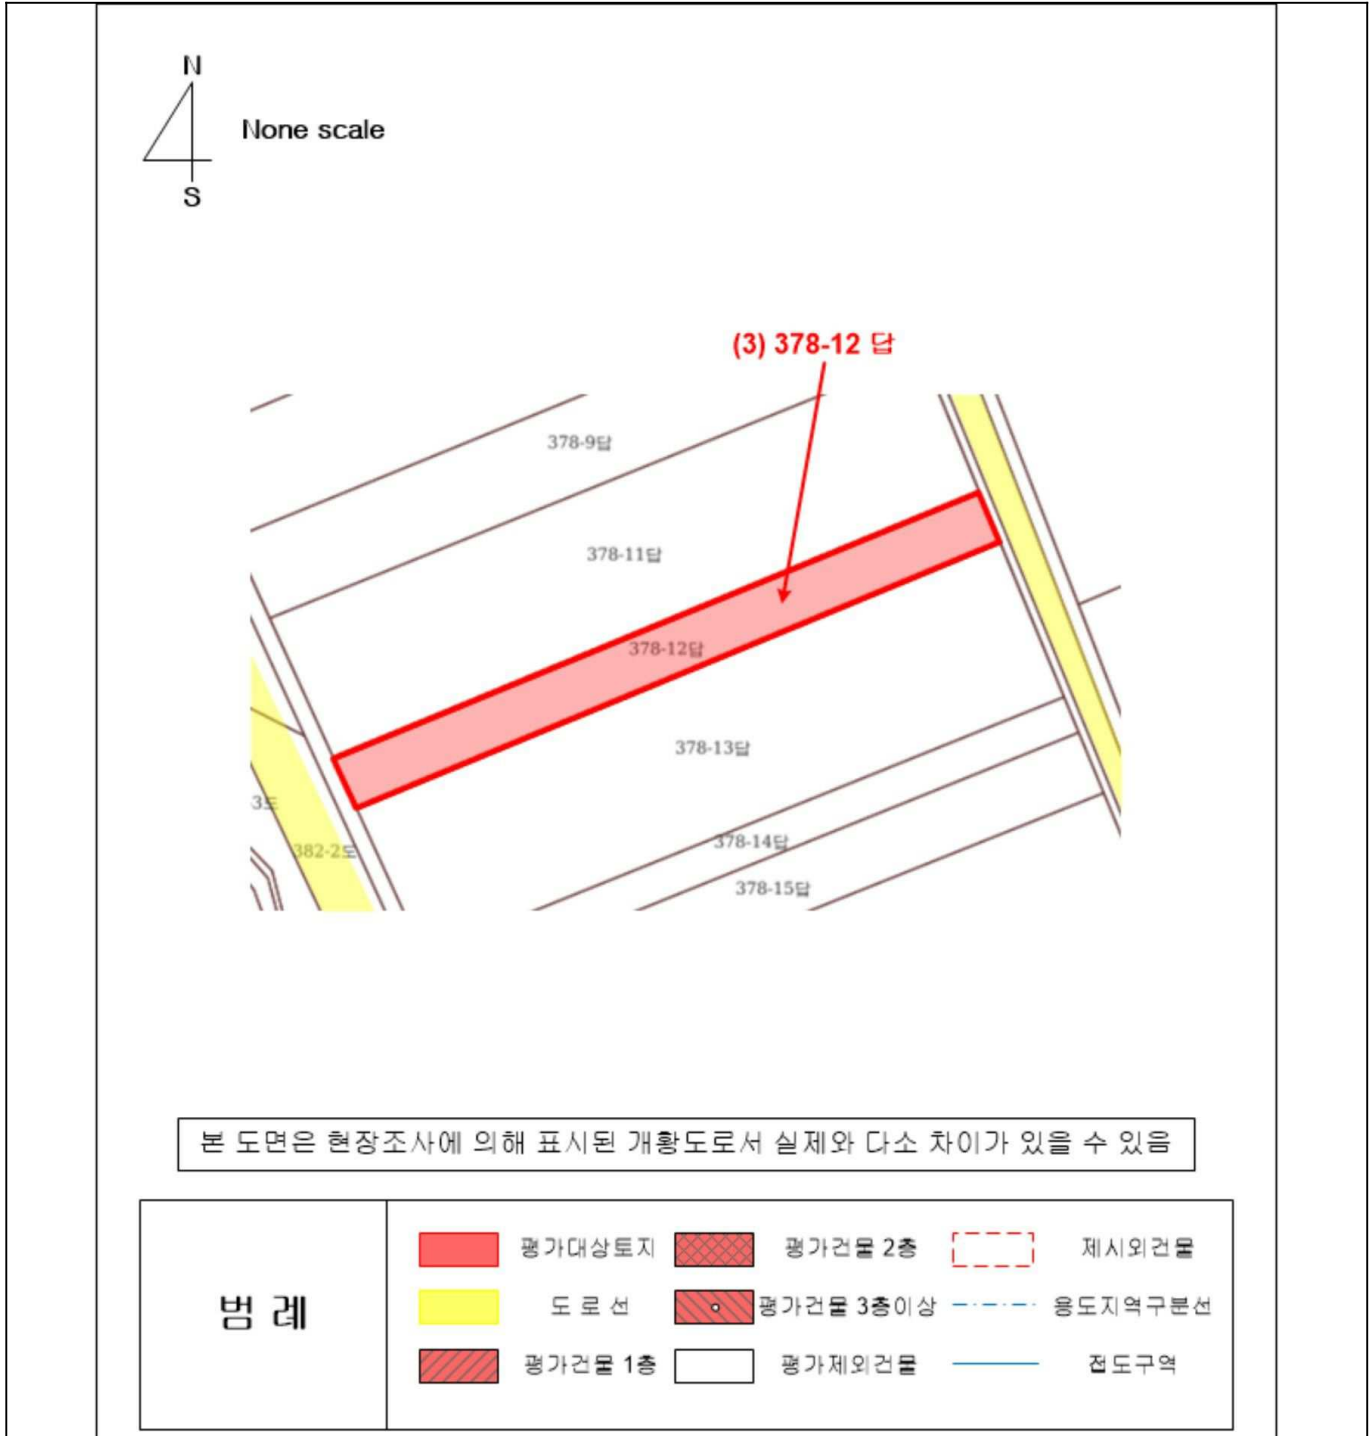 N
None scale
S
(3) 378-12 답
378-9답
378-11답
378-12답
378-13답
3도
382-2도
378-14답
378-15답
본 도면은 현장조사에 의해 표시된 개황도로서 실제와 다소 차이가 있을 수 있음
범 례
평가대상토지
평가건물 2층
제시외건물
도 로 선
평가건물 3층이상
용도지역구분선
평가건물 1층
평가제외건물
접도구역